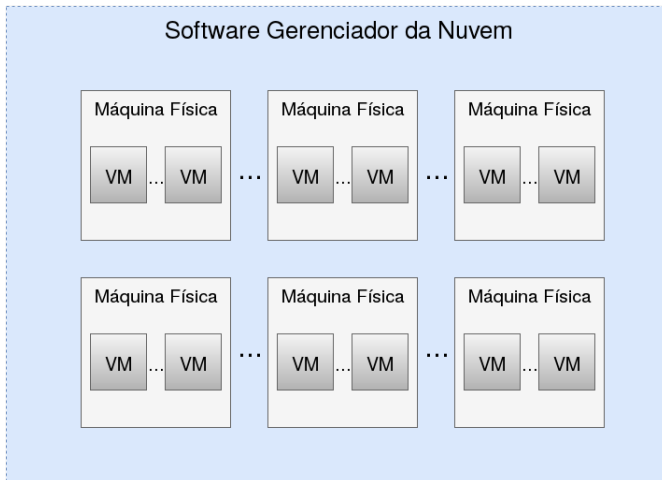 Software Gerenciador da Nuvem
Máquina Física Máquina Física Máquina Física
VM ... VM ... VM ... VM ... VM ... VM
Máquina Física Máquina Física Máquina Física
VM ... VM ... VM ... VM ... VM ... VM